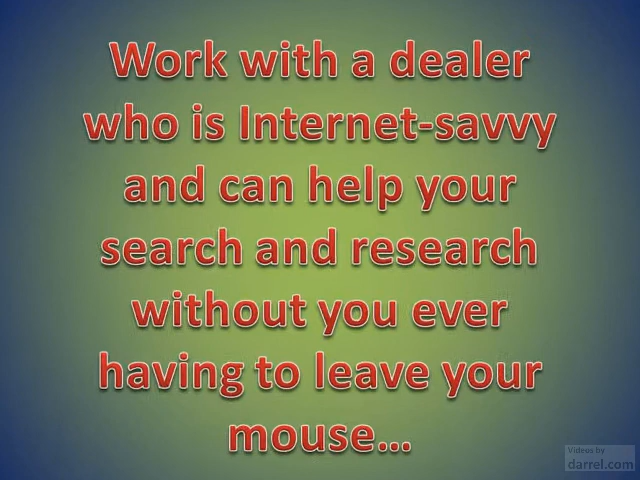 Work with a dealer
who is Internet-savvy
and can help your
search and research
without you ever
having to leave your
mouse...
Videos by
darrel.com